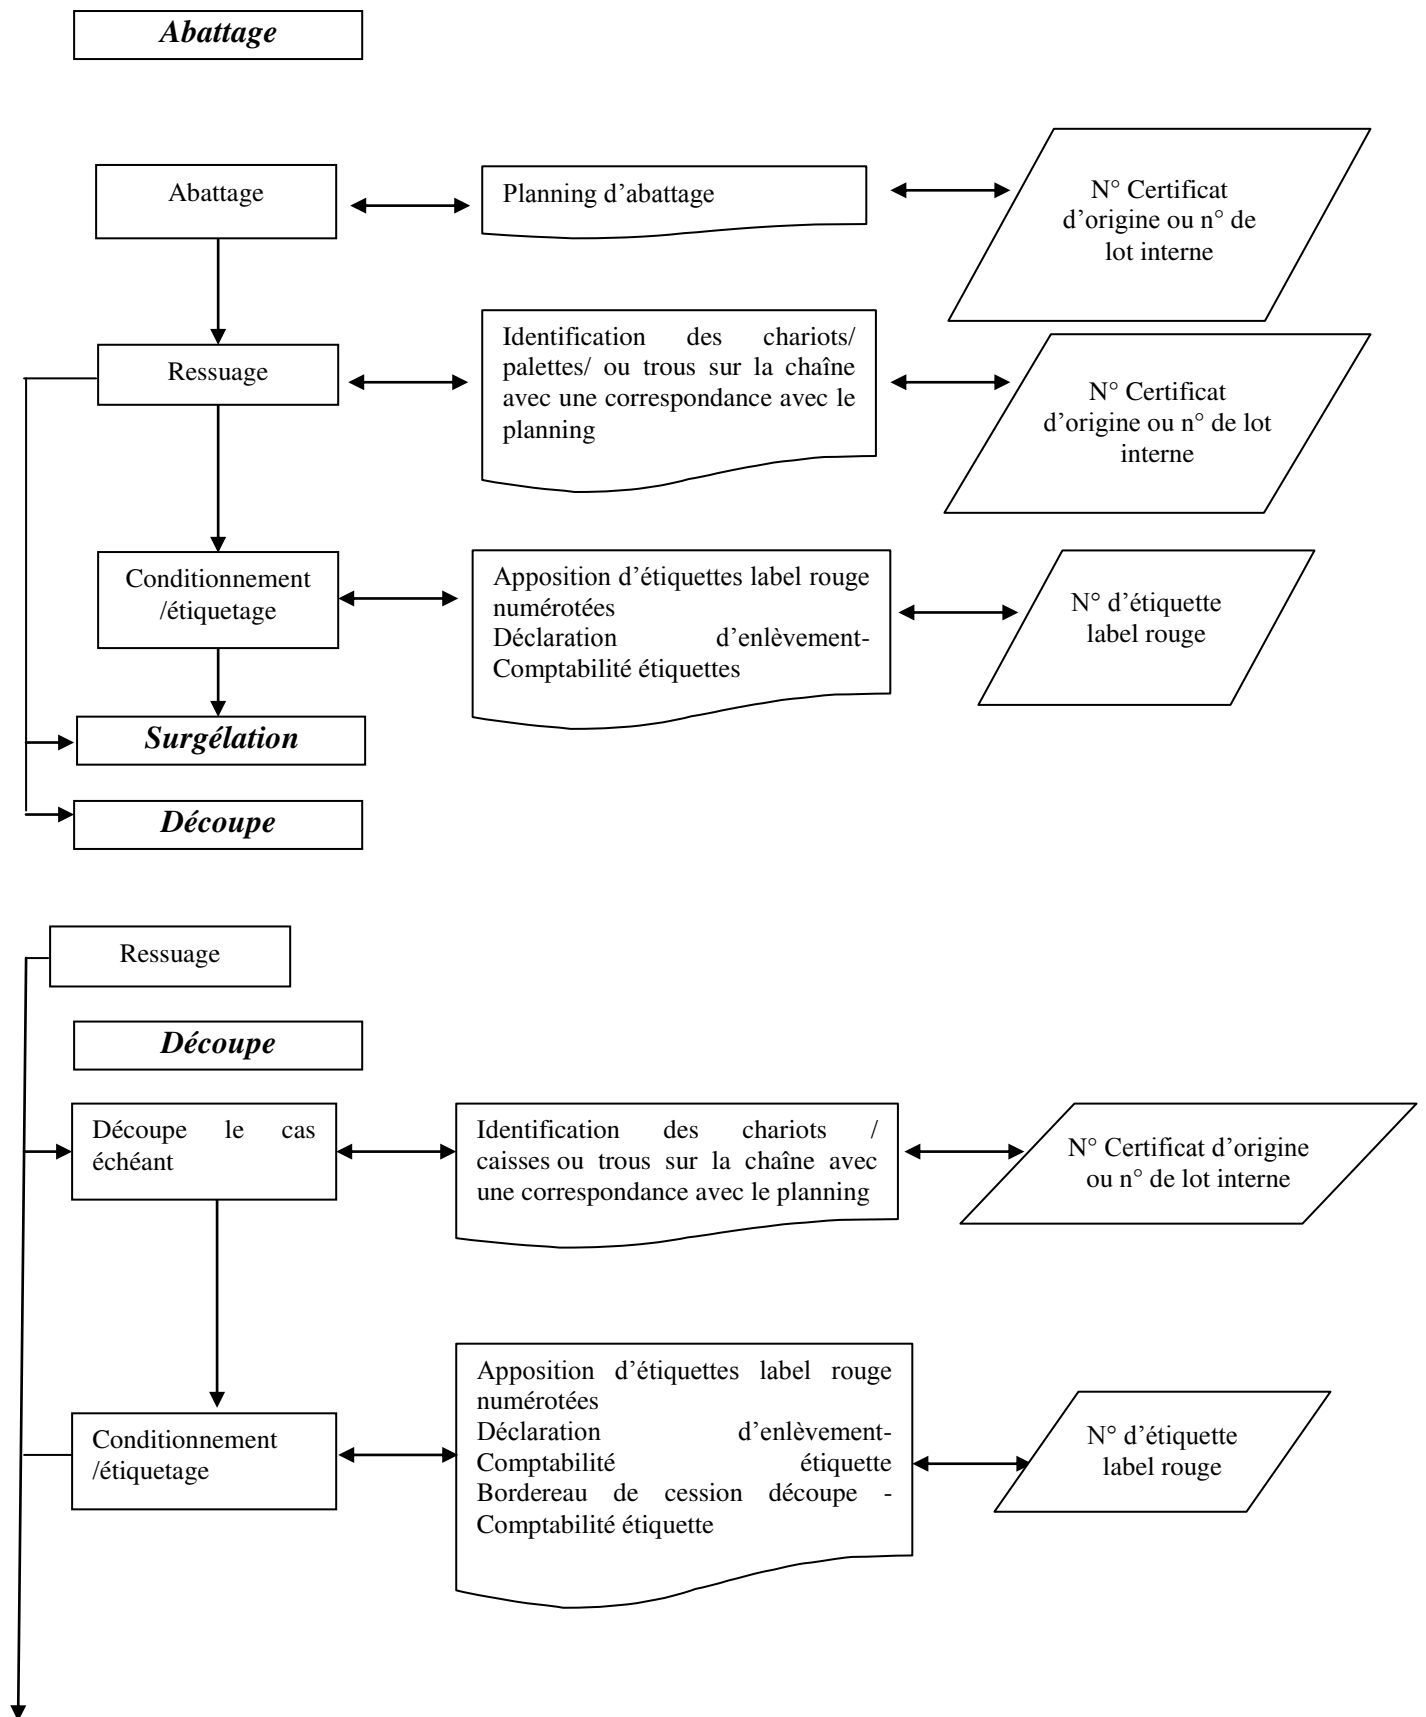 Abattage
Abattage
Planning d’abattage
N° Certificat
d’origine ou n° de
lot interne
Ressuage
Identification des chariots/
palettes/ ou trous sur la chaîne
avec une correspondance avec le
planning
N° Certificat
d’origine ou n° de lot
interne
Conditionnement
/étiquetage
Apposition d’étiquettes label rouge
numérotées
Déclaration d’enlèvement-
Comptabilité étiquettes
N° d’étiquette
label rouge
Surgélation
Découpe
Ressuage
Découpe
Découpe le cas
échéant
Identification des chariots /
caisses ou trous sur la chaîne avec
une correspondance avec le planning
N° Certificat d’origine
ou n° de lot interne
Conditionnement
/étiquetage
Apposition d’étiquettes label rouge
numérotées
Déclaration d’enlèvement-
Comptabilité étiquette
Bordereau de cession découpe -
Comptabilité étiquette
N° d’étiquette
label rouge